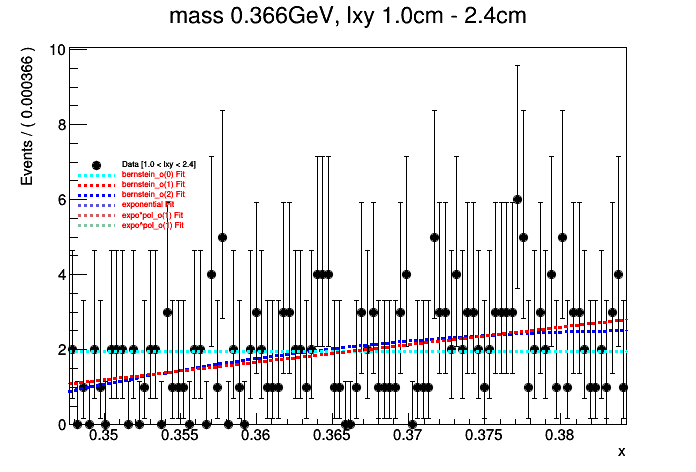 mass 0.366GeV, lxy 1.0cm - 2.4cm
Events / ( 0.000366 )
10
8
6
4
2
0
Data [1.0 < lxy < 2.4]
bernstein_o(0) Fit
bernstein_o(1) Fit
bernstein_o(2) Fit
exponential Fit
expo*pol_o(1) Fit
expo^pol_o(1) Fit
0.35 0.355 0.36 0.365 0.37 0.375 0.38
x